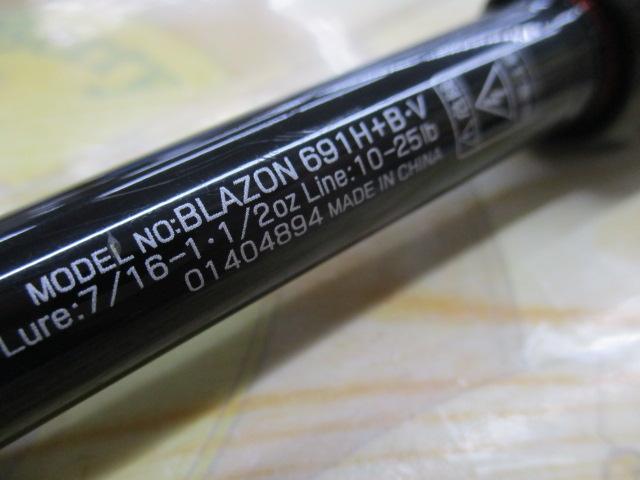 MODEL NO:BLAZON 691H+B・V
Lure:7/16-1・1/2oz Line:10-25lb
01404894 MADE IN CHINA